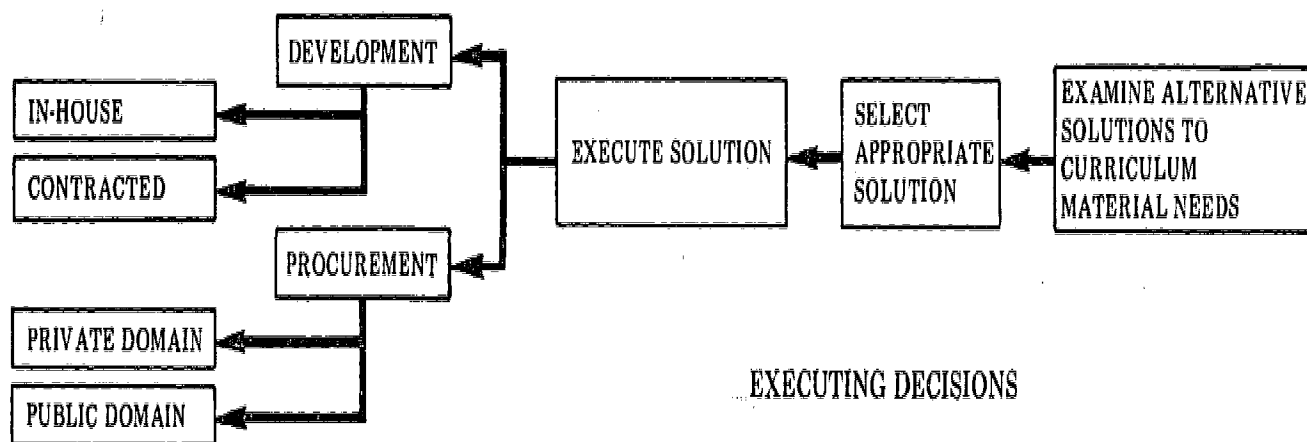 DEVELOPMENT
IN-HOUSE
CONTRACTED
PROCUREMENT
PRIVATE DOMAIN
PUBLIC DOMAIN
EXECUTE SOLUTION
SELECT
APPROPRIATE
SOLUTION
EXAMINE ALTERNATIVE
SOLUTIONS TO
CURRICULUM
MATERIAL NEEDS
EXECUTING DECISIONS